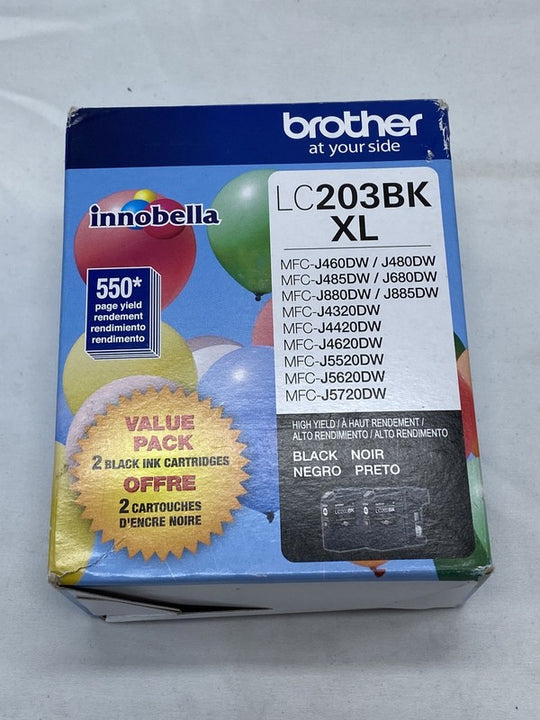 brother
at your side
innobella
LC203BK
XL
550*
page yield
rendement
rendimiento
rendimento
MFC-J460DW / J480DW
MFC-J485DW / J680DW
MFC-J880DW / J885DW
MFC-J4320DW
MFC-J4420DW
MFC-J4620DW
MFC-J5520DW
MFC-J5620DW
MFC-J5720DW
HIGH YIELD / À HAUT RENDEMENT /
ALTO RENDIMIENTO / ALTO RENDIMENTO
BLACK NOIR
NEGRO PRETO
VALUE
PACK
2 BLACK INK CARTRIDGES
OFFRE
2 CARTOUCHES
D'ENCRE NOIRE